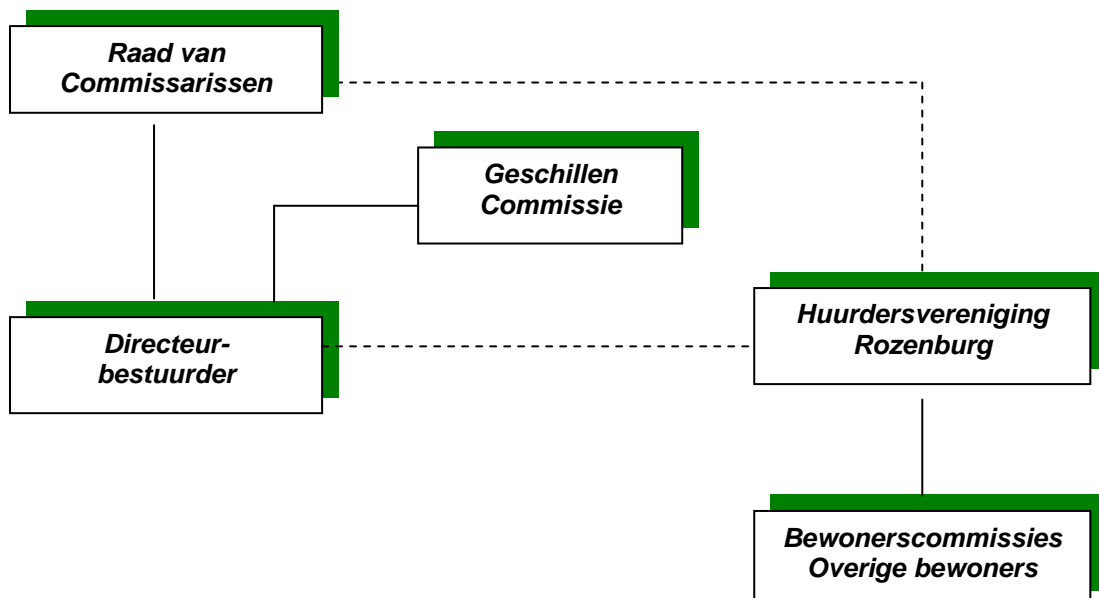 Raad van
Commissarissen
Geschillen
Commissie
Huurdersvereniging
Rozenburg
Directeur-
bestuurder
Bewonerscommissies
Overige bewoners